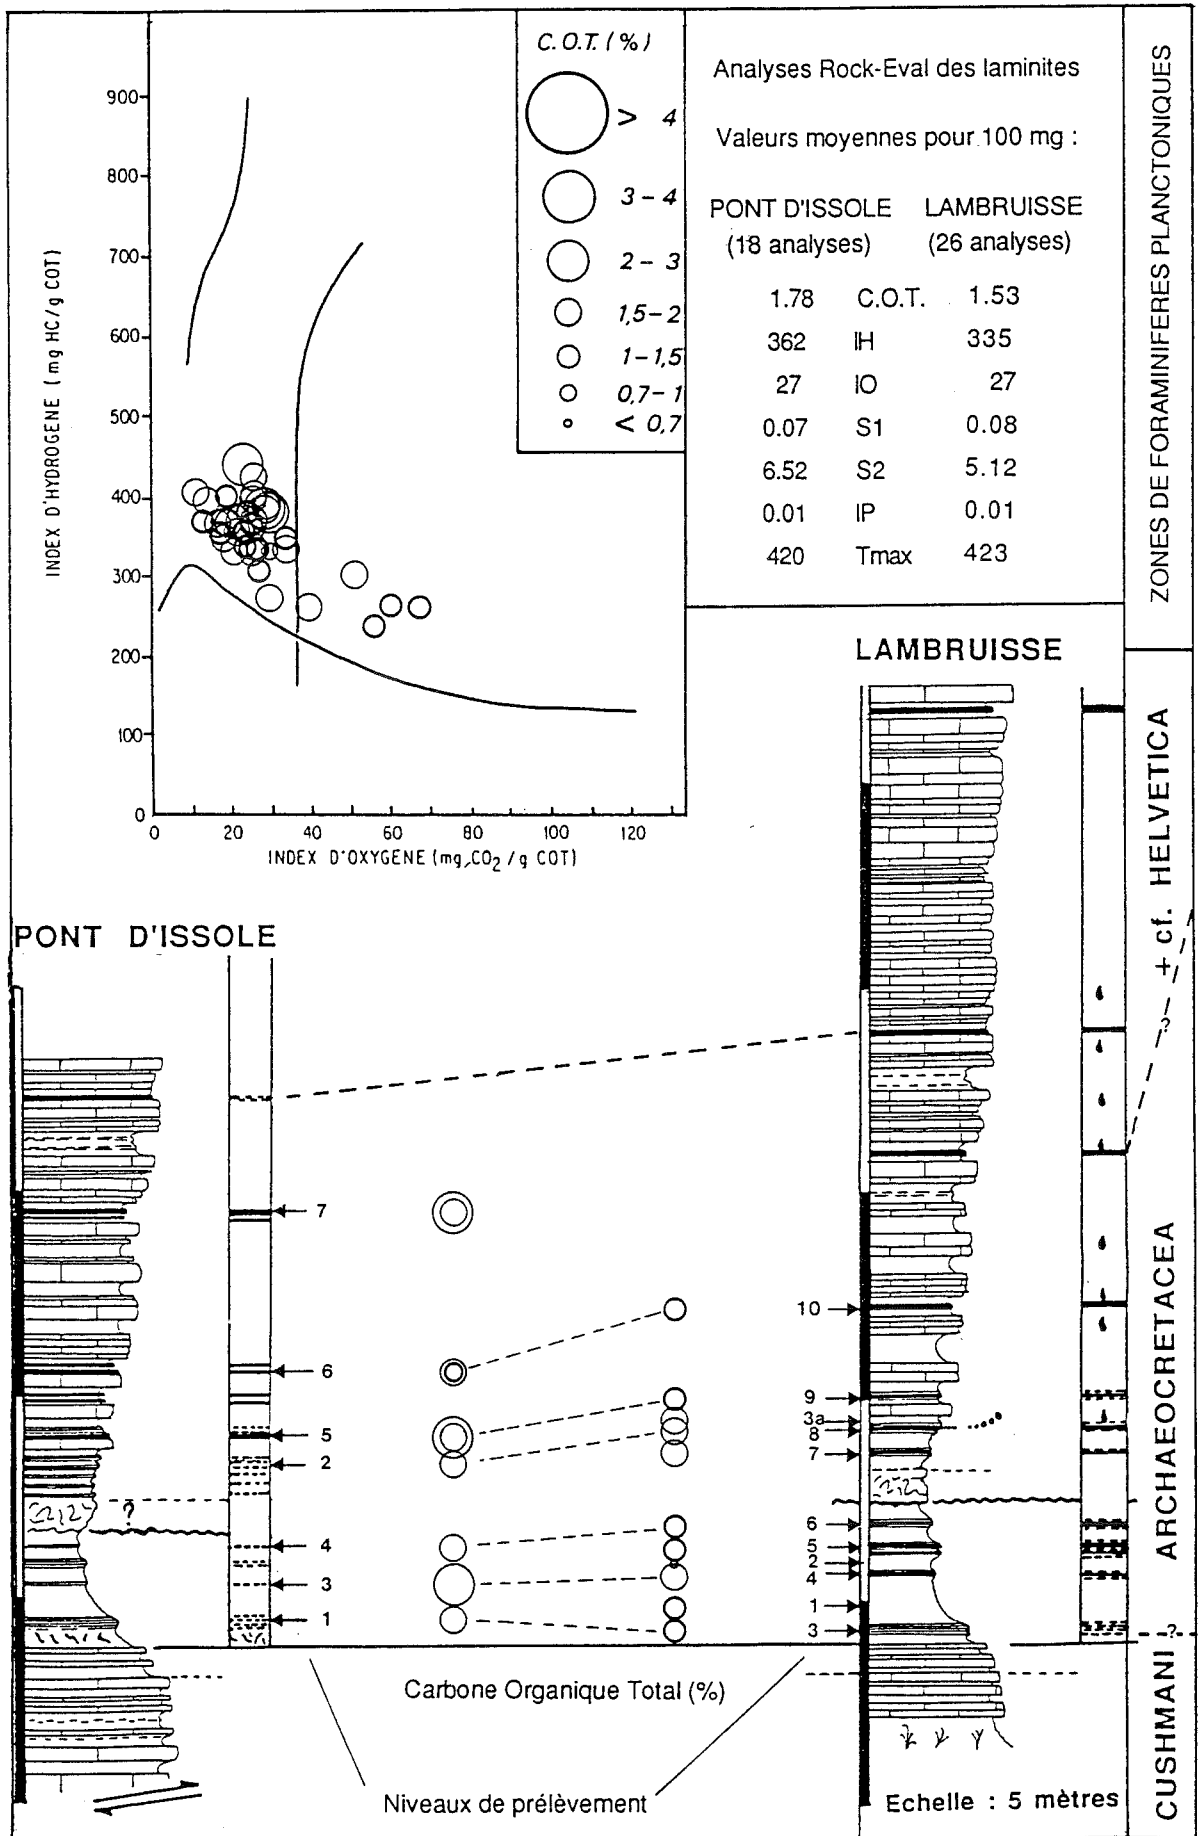 C.O.T. (%)
> 4
3 – 4
2 – 3
1,5 – 2
1 – 1,5
0,7 – 1
< 0,7
INDEX D'HYDROGENE (mg HC/g COT)
900
800
700
600
500
400
300
200
100
0
0 20 40 60 80 100 120
INDEX D'OXYGENE (mg CO2 / g COT)
Analyses Rock-Eval des laminites
Valeurs moyennes pour 100 mg :
PONT D'ISSOLE LAMBRUISSE
(18 analyses) (26 analyses)
1.78 C.O.T. 1.53
362 IH 335
27 IO 27
0.07 S1 0.08
6.52 S2 5.12
0.01 IP 0.01
420 Tmax 423
ZONES DE FORAMINIFERES PLANCTONIQUES
LAMBRUISSE
+ cf. HELVETICA
?
ARCHAEOCRETACEA
?
CUSHMANI
PONT D'ISSOLE
7
6
5
2
?
4
3
1
10
9
3a
8
7
6
5
2
4
1
3
Carbone Organique Total (%)
Niveaux de prélèvement
Echelle : 5 mètres